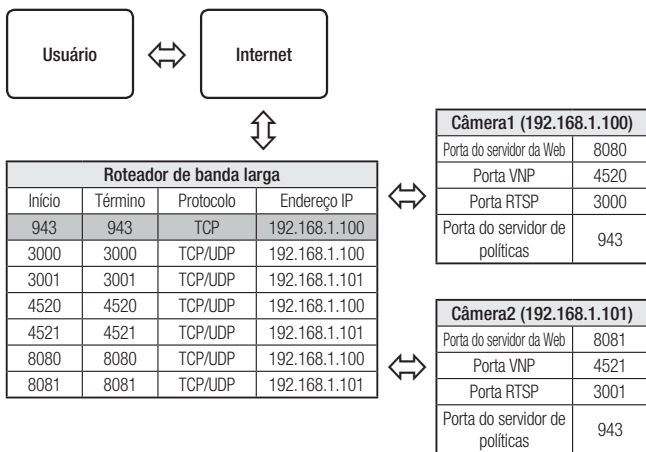 Usuário
Internet
Roteador de banda larga
Início Término Protocolo Endereço IP
943 943 TCP 192.168.1.100
3000 3000 TCP/UDP 192.168.1.100
3001 3001 TCP/UDP 192.168.1.101
4520 4520 TCP/UDP 192.168.1.100
4521 4521 TCP/UDP 192.168.1.101
8080 8080 TCP/UDP 192.168.1.100
8081 8081 TCP/UDP 192.168.1.101
Câmera1 (192.168.1.100)
Porta do servidor da Web 8080
Porta VNP 4520
Porta RTSP 3000
Porta do servidor de
políticas 943
Câmera2 (192.168.1.101)
Porta do servidor da Web 8081
Porta VNP 4521
Porta RTSP 3001
Porta do servidor de
políticas 943